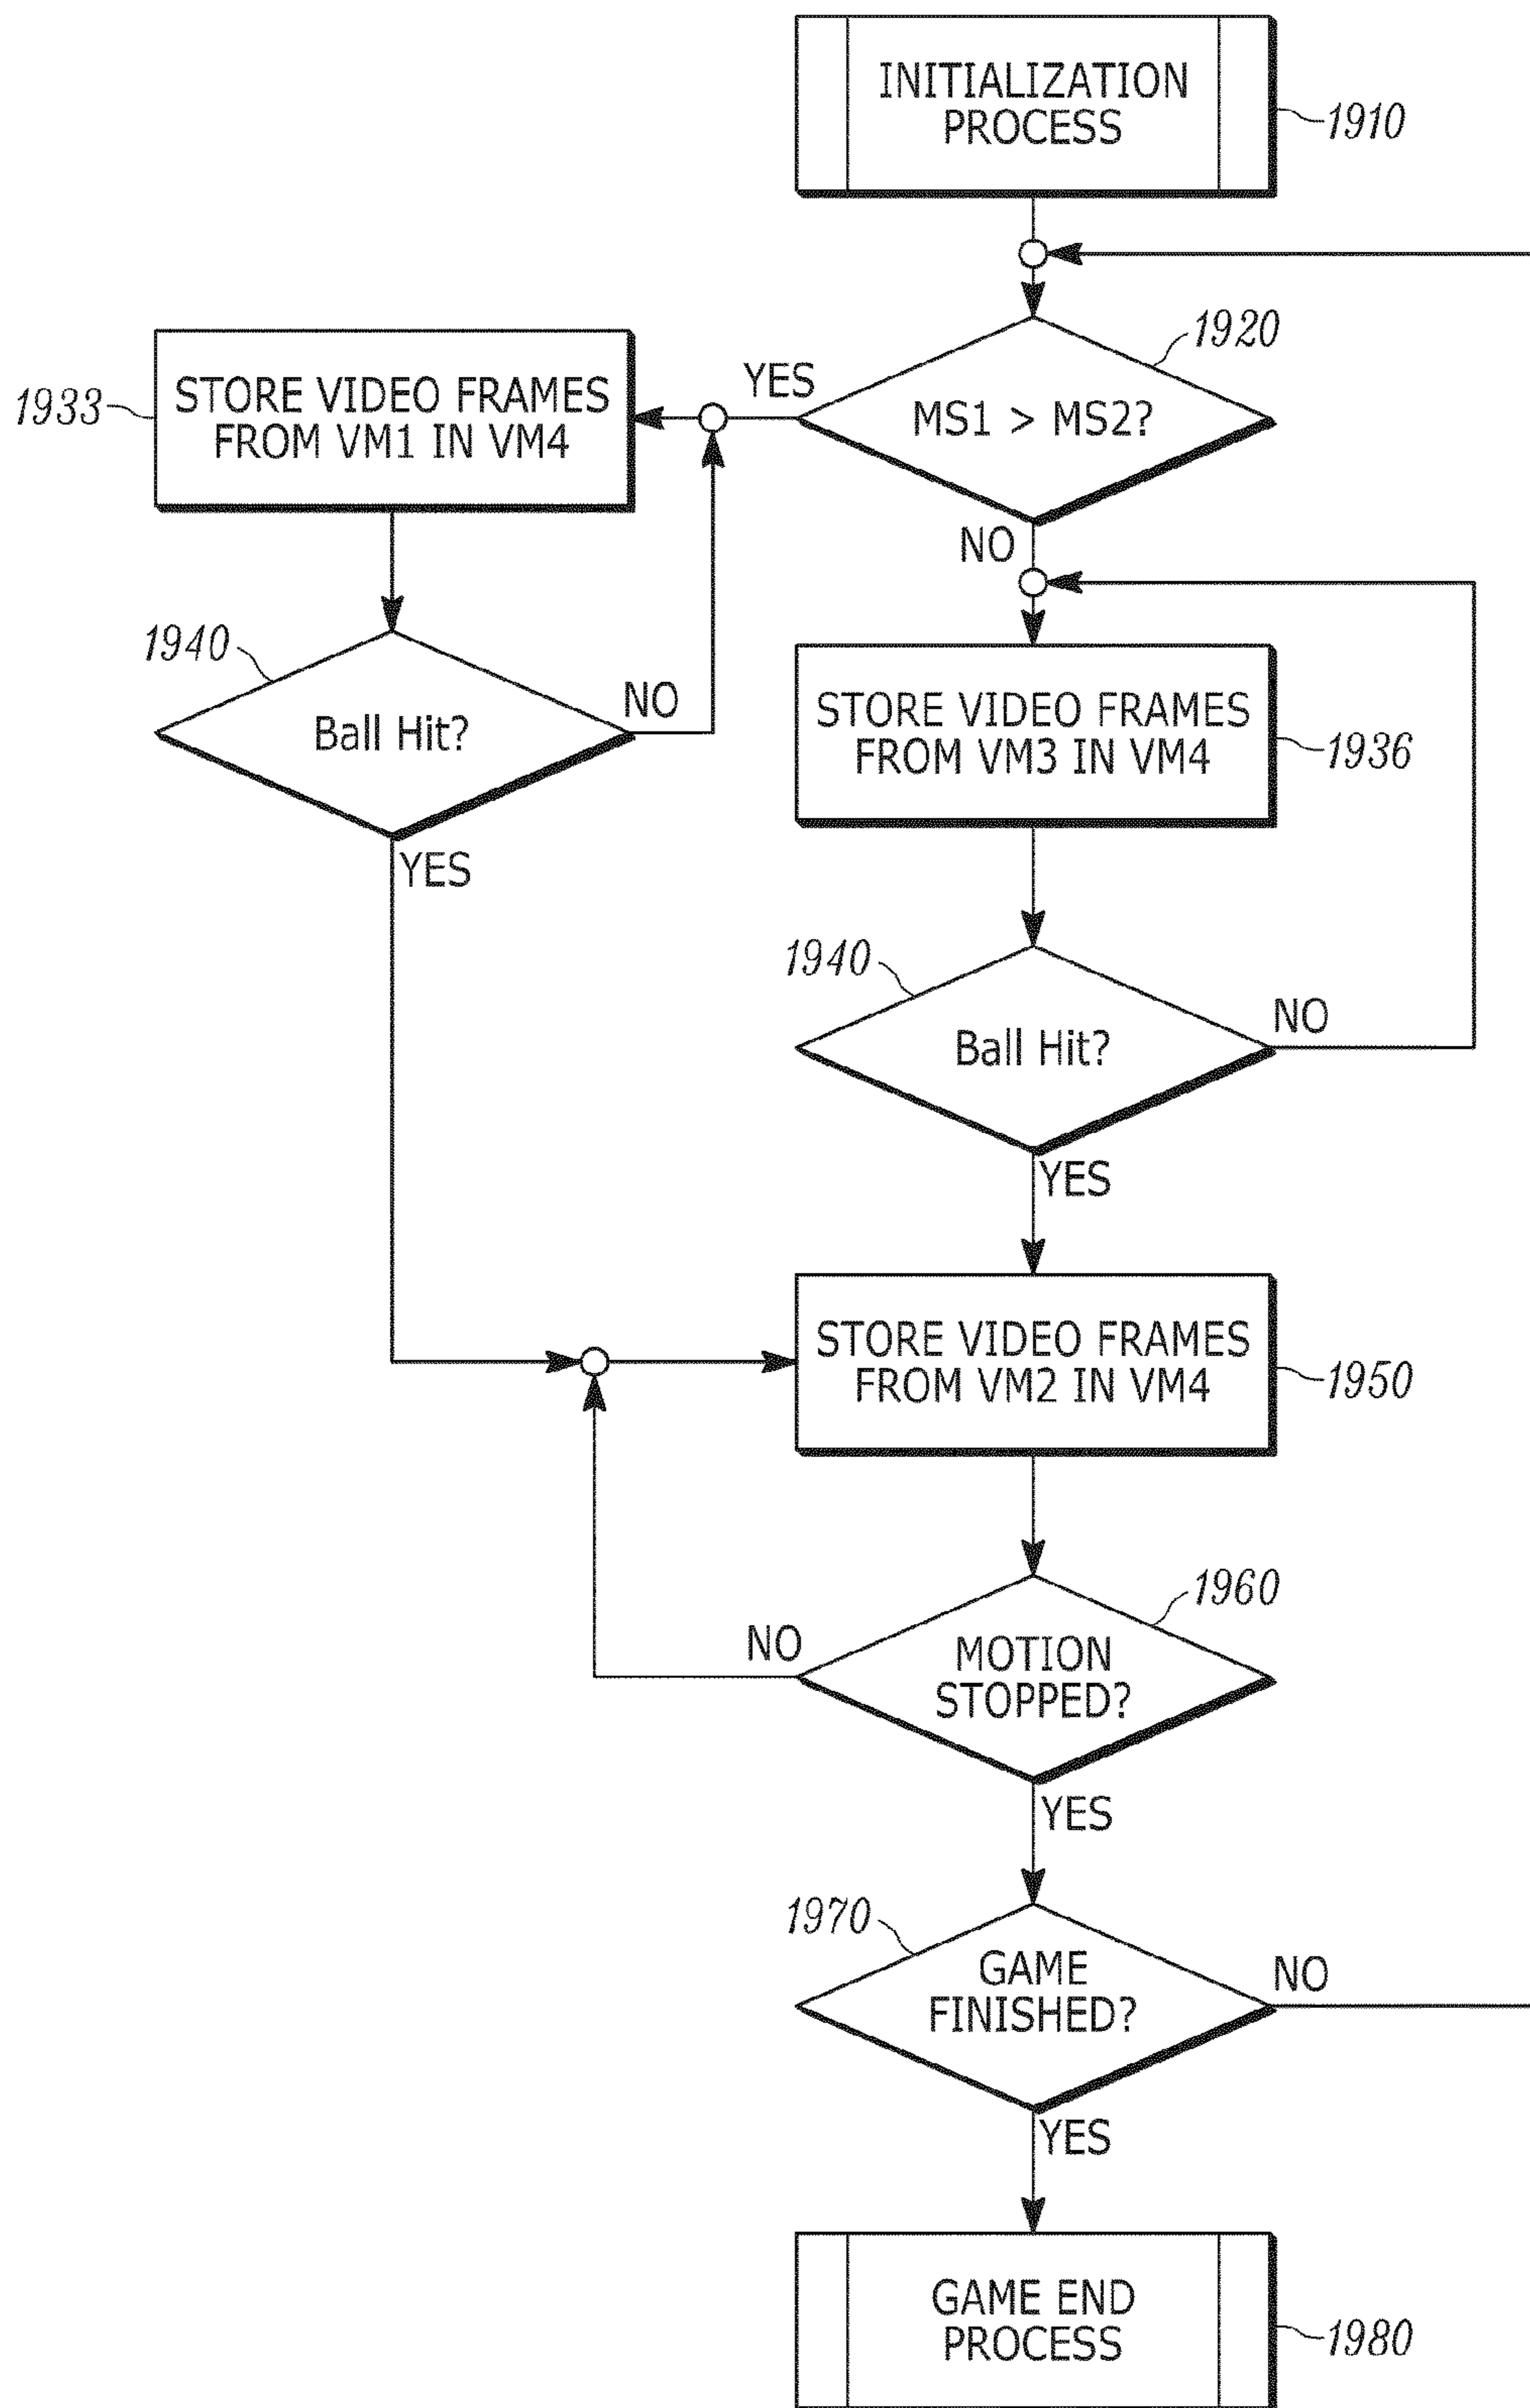 INITIALIZATION
PROCESS
1910
1920
YES
MS1 > MS2?
NO
1933
STORE VIDEO FRAMES
FROM VM1 IN VM4
1940
Ball Hit?
NO
YES
STORE VIDEO FRAMES
FROM VM3 IN VM4
1936
1940
Ball Hit?
NO
YES
STORE VIDEO FRAMES
FROM VM2 IN VM4
1950
1960
NO
MOTION
STOPPED?
YES
1970
GAME
FINISHED?
NO
YES
GAME END
PROCESS
1980